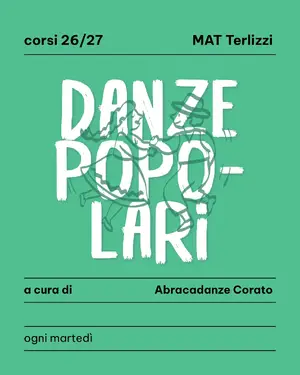 corsi 26/27 MAT Terlizzi
DANZE
POPO-
LARi
a cura di Abracadanze Corato
ogni martedì